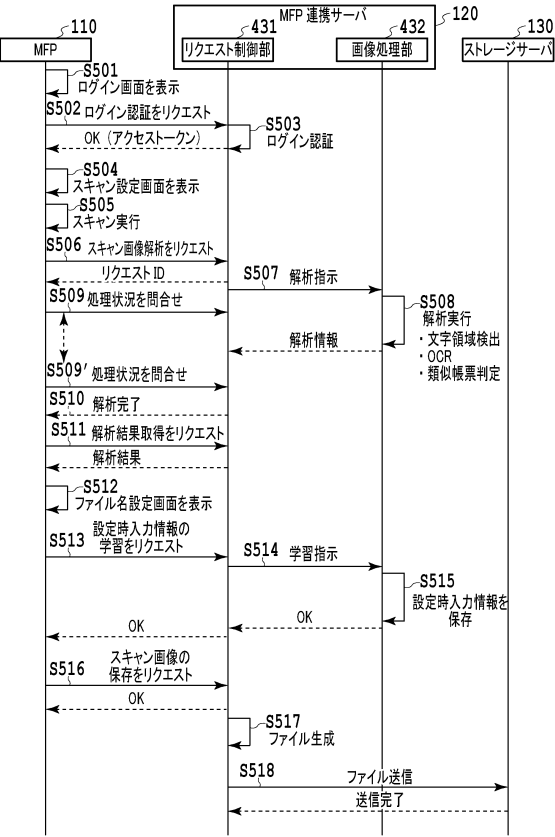 MFP 連携サーバ
120
110
431
432
130
MFP
リクエスト制御部
画像処理部
ストレージサーバ
S501
ログイン画面を表示
S502 ログイン認証をリクエスト
OK（アクセストークン）
S503
ログイン認証
S504
スキャン設定画面を表示
S505
スキャン実行
S506 スキャン画像解析をリクエスト
リクエスト ID
S507 解析指示
S509 処理状況を問合せ
S508
解析実行
・文字領域検出
・OCR
・類似帳票判定
解析情報
S509′ 処理状況を問合せ
S510 解析完了
S511 解析結果取得をリクエスト
解析結果
S512
ファイル名設定画面を表示
S513 設定時入力情報の
学習をリクエスト
S514 学習指示
S515
設定時入力情報を
保存
OK
OK
S516 スキャン画像の
保存をリクエスト
OK
S517
ファイル生成
S518 ファイル送信
送信完了